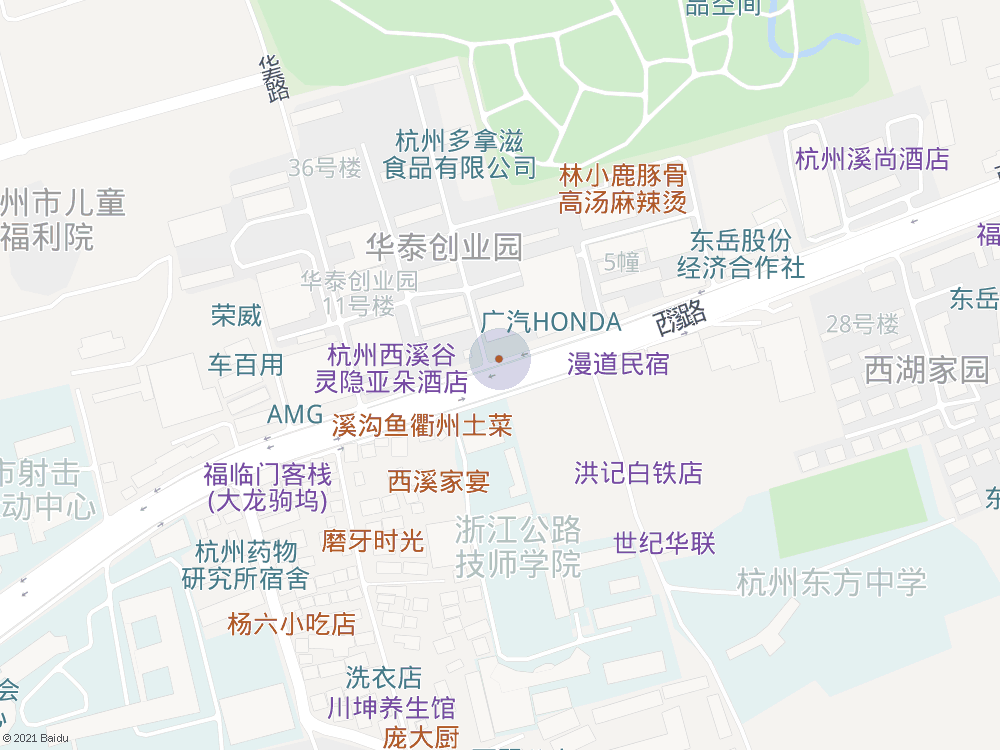 品空间
华泰路
杭州多拿滋
食品有限公司
36号楼
林小鹿豚骨
高汤麻辣烫
杭州溪尚酒店
州市儿童
福利院
华泰创业园
东岳股份
经济合作社
5幢
福
华泰创业园
11号楼
荣威
广汽HONDA
西溪路
东岳
28号楼
车百用
杭州西溪谷
灵隐亚朵酒店
漫道民宿
西湖家园
AMG
溪沟鱼衢州土菜
市射击
动中心
福临门客栈
(大龙驹坞)
西溪家宴
洪记白铁店
东
磨牙时光
浙江公路
技师学院
世纪华联
杭州药物
研究所宿舍
杭州东方中学
杨六小吃店
洗衣店
会
川坤养生馆
庞大厨
© 2021 Baidu